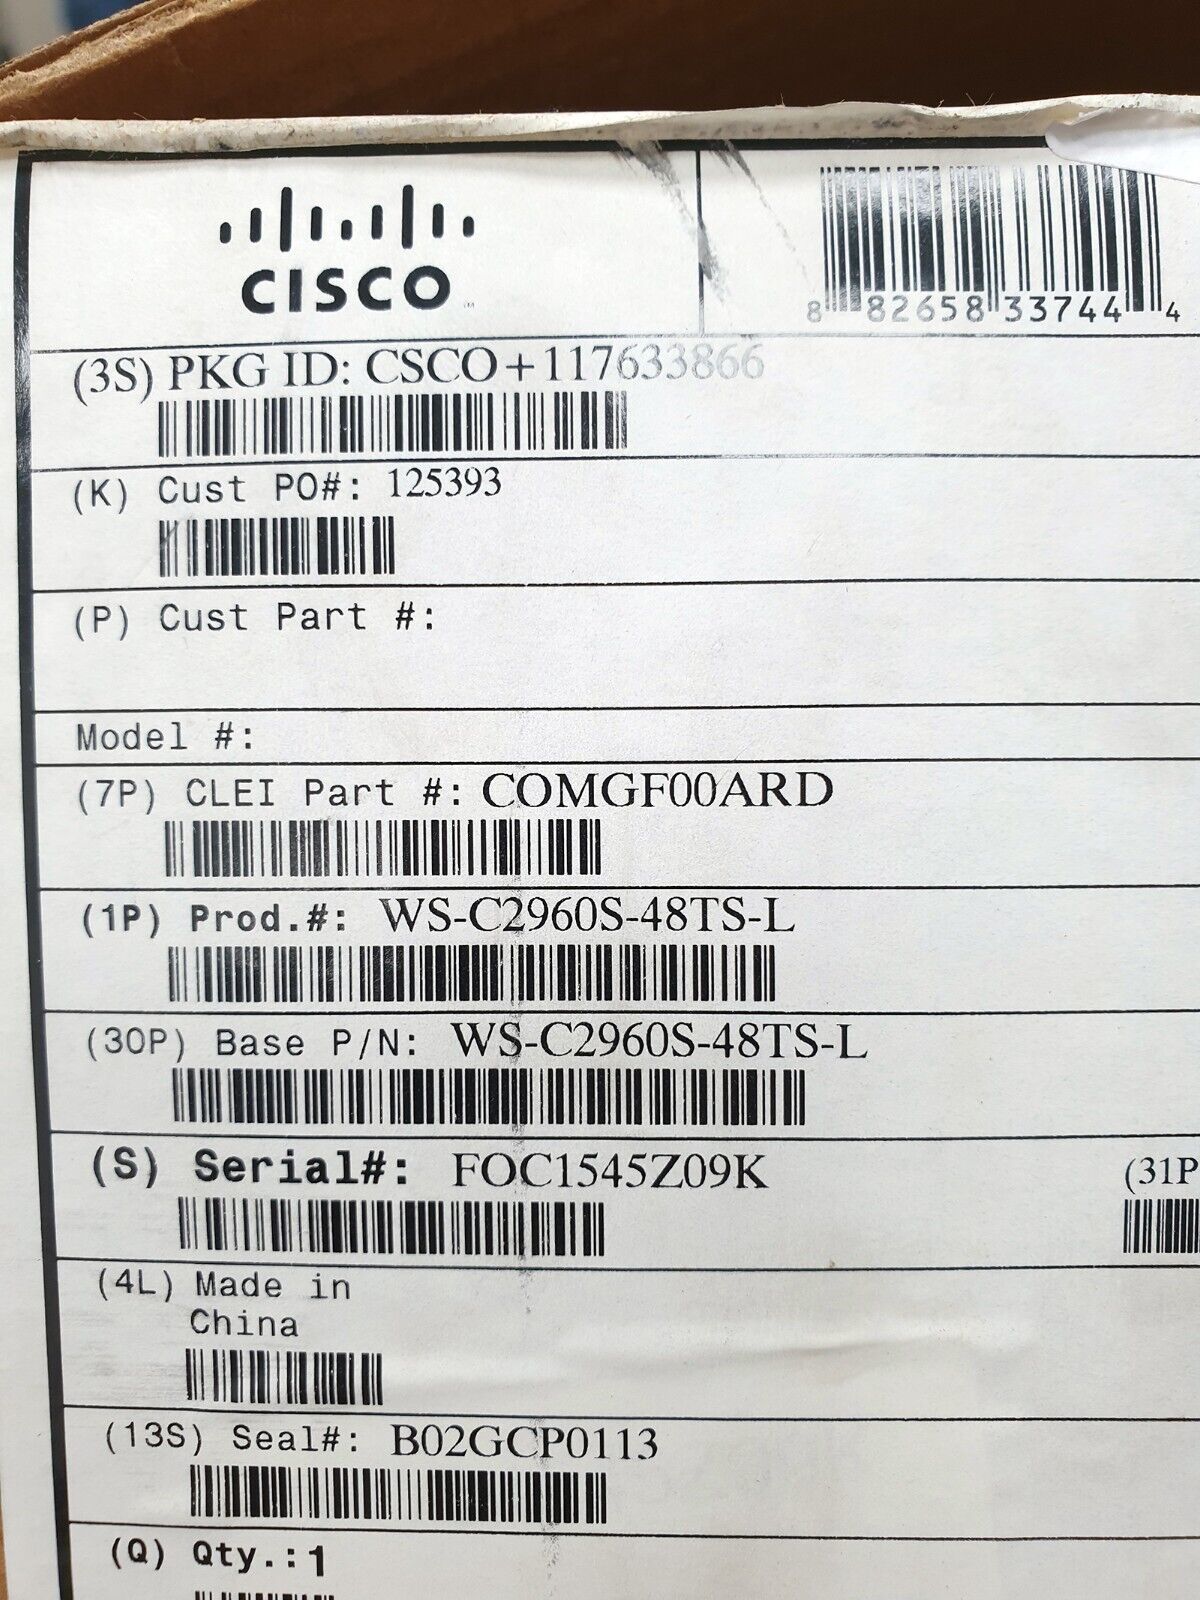 CISCO™
8 82658 33744 4
(3S) PKG ID: CSCO+117633866
(K) Cust PO#: 125393
(P) Cust Part #:
Model #:
(7P) CLEI Part #: COMGF00ARD
(1P) Prod.#: WS-C2960S-48TS-L
(30P) Base P/N: WS-C2960S-48TS-L
(S) Serial#: FOC1545Z09K
(31P
(4L) Made in
China
(13S) Seal#: B02GCP0113
(Q) Qty.:1